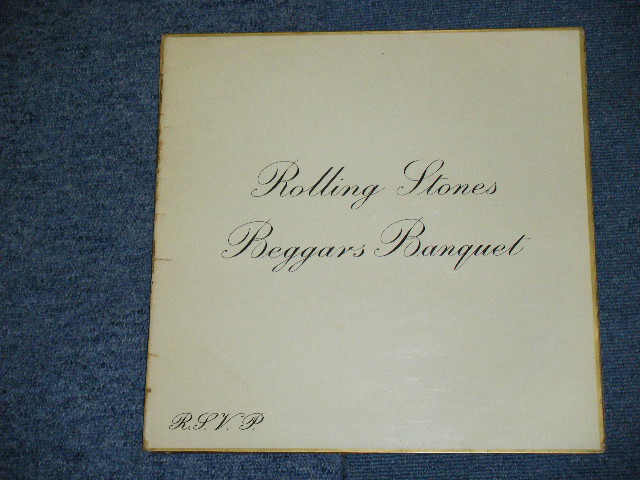 Rolling Stones
Beggars Banquet
R.S.V.P.